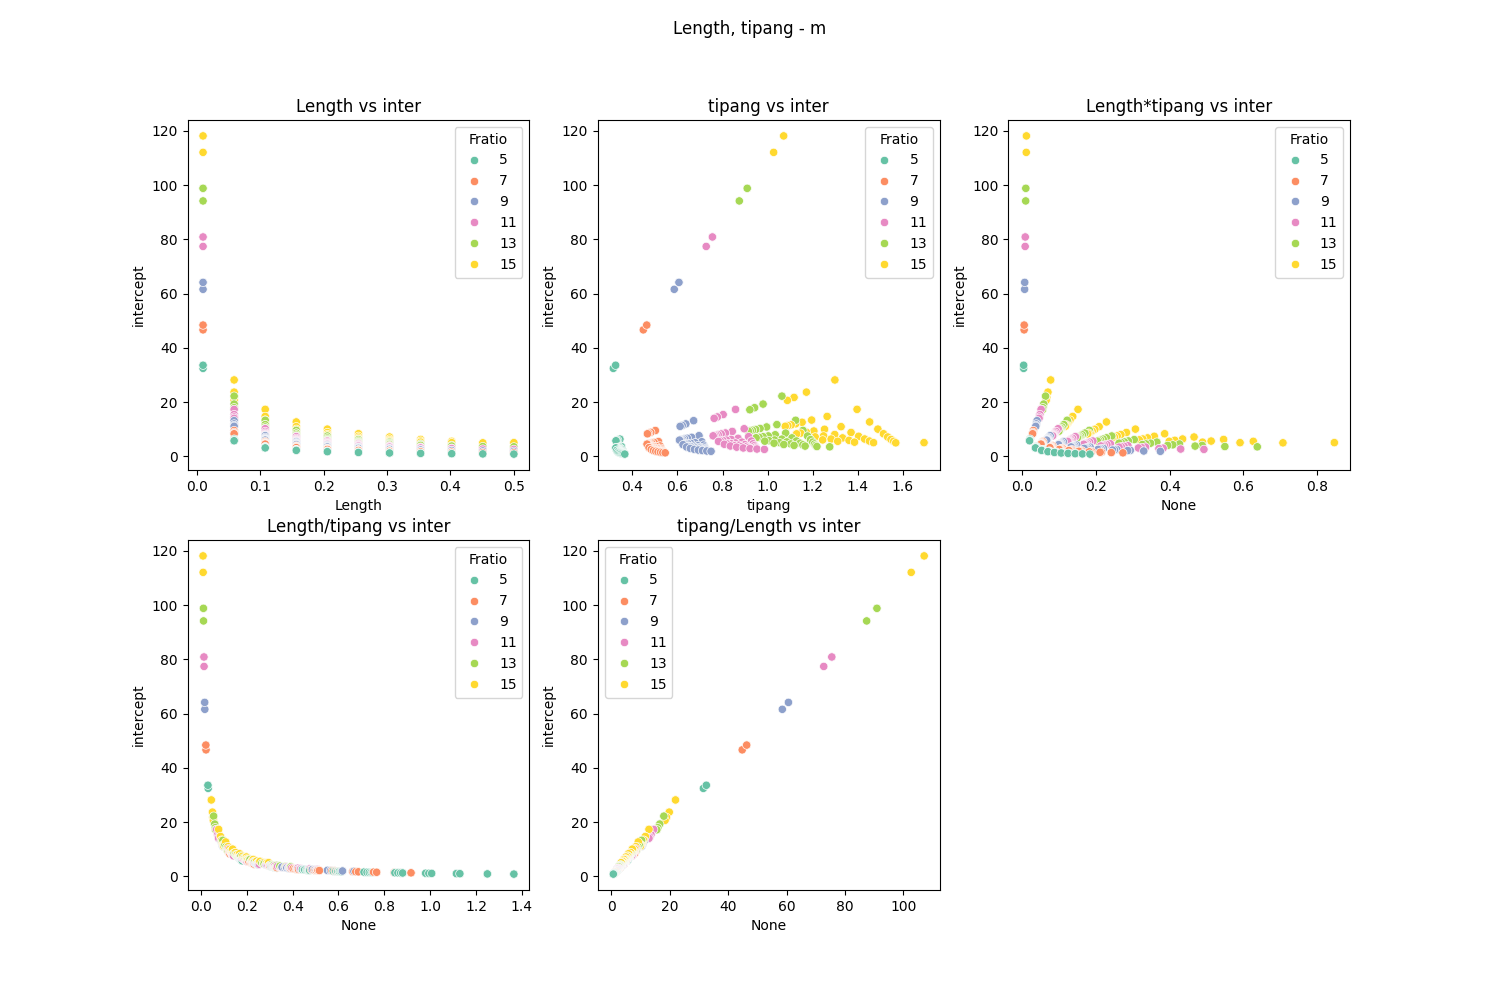 Length, tipang - m
Length vs inter
120
100
80
60
40
20
0
intercept
0.0 0.1 0.2 0.3 0.4 0.5
Length
Fratio
5
7
9
11
13
15
tipang vs inter
120
100
80
60
40
20
0
intercept
0.4 0.6 0.8 1.0 1.2 1.4 1.6
tipang
Fratio
5
7
9
11
13
15
Length*tipang vs inter
120
100
80
60
40
20
0
intercept
0.0 0.2 0.4 0.6 0.8
None
Fratio
5
7
9
11
13
15
Length/tipang vs inter
120
100
80
60
40
20
0
intercept
0.0 0.2 0.4 0.6 0.8 1.0 1.2 1.4
None
Fratio
5
7
9
11
13
15
tipang/Length vs inter
120
100
80
60
40
20
0
intercept
0 20 40 60 80 100
None
Fratio
5
7
9
11
13
15